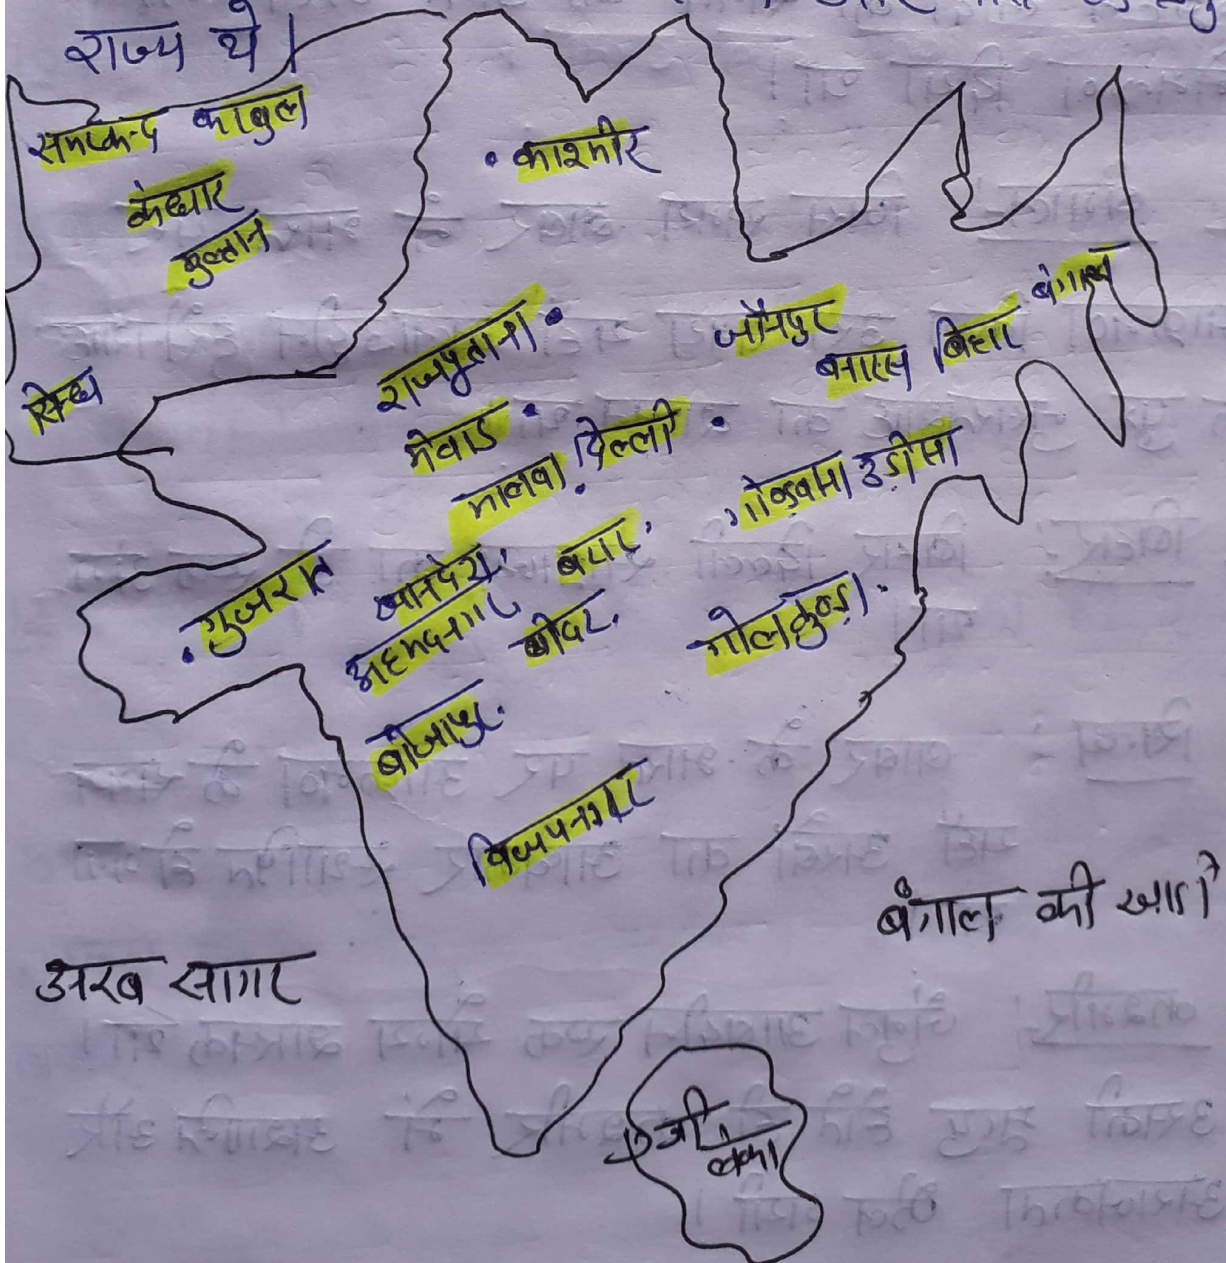 राज्य थे।
समरकन्द काबुल
कंधार
मुल्तान
सिन्ध
काश्मीर
राजपूताना
मेवाड
मालवा
दिल्ली
जौनपुर
बनारस बिहार बंगाल
गोंडवाना उड़ीसा
गुजरात
खानदेश
बरार
अहमदनगर
बीदर
गोलकुण्डा
बीजापुर
विजयनगर
बंगाल की खाड़ी
अरब सागर
श्री लंका